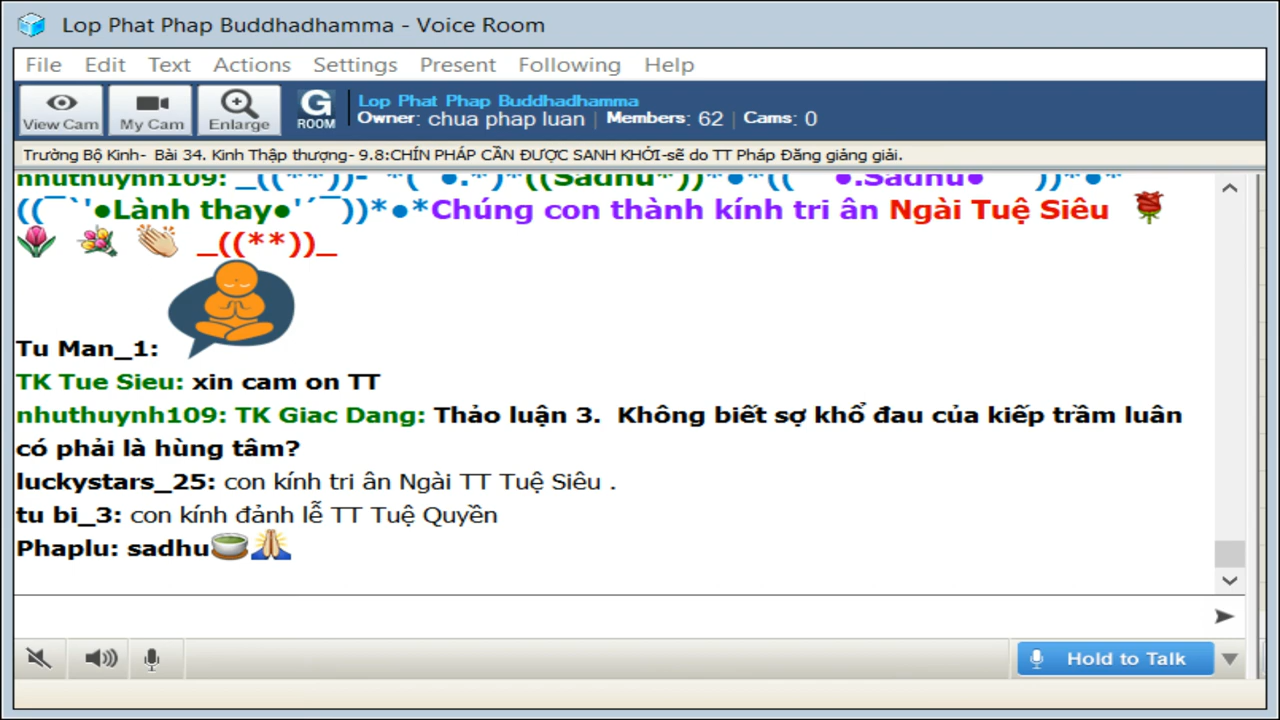 Lop Phat Phap Buddhadhamma - Voice Room
File Edit Text Actions Settings Present Following Help
View Cam My Cam Enlarge G ROOM Lop Phat Phap Buddhadhamma
Owner: chua phap luan | Members: 62 | Cams: 0
Trường Bộ Kinh- Bài 34. Kinh Thập thượng- 9.8:CHÍN PHÁP CẦN ĐƯỢC SANH KHỞI-sẽ do TT Pháp Đăng giảng giải.
nhuthuynh109: _((**))- *(¯`●.*)*((Sadhu*))*●*((¯`●.Sadhu●´¯))*●*
((¯`'●Lành thay●'´¯))*●*Chúng con thành kính tri ân Ngài Tuệ Siêu
_((**))_
Tu Man_1:
TK Tue Sieu: xin cam on TT
nhuthuynh109: TK Giac Dang: Thảo luận 3. Không biết sợ khổ đau của kiếp trầm luân
có phải là hùng tâm?
luckystars_25: con kính tri ân Ngài TT Tuệ Siêu .
tu bi_3: con kính đảnh lễ TT Tuệ Quyền
Phaplu: sadhu
Hold to Talk